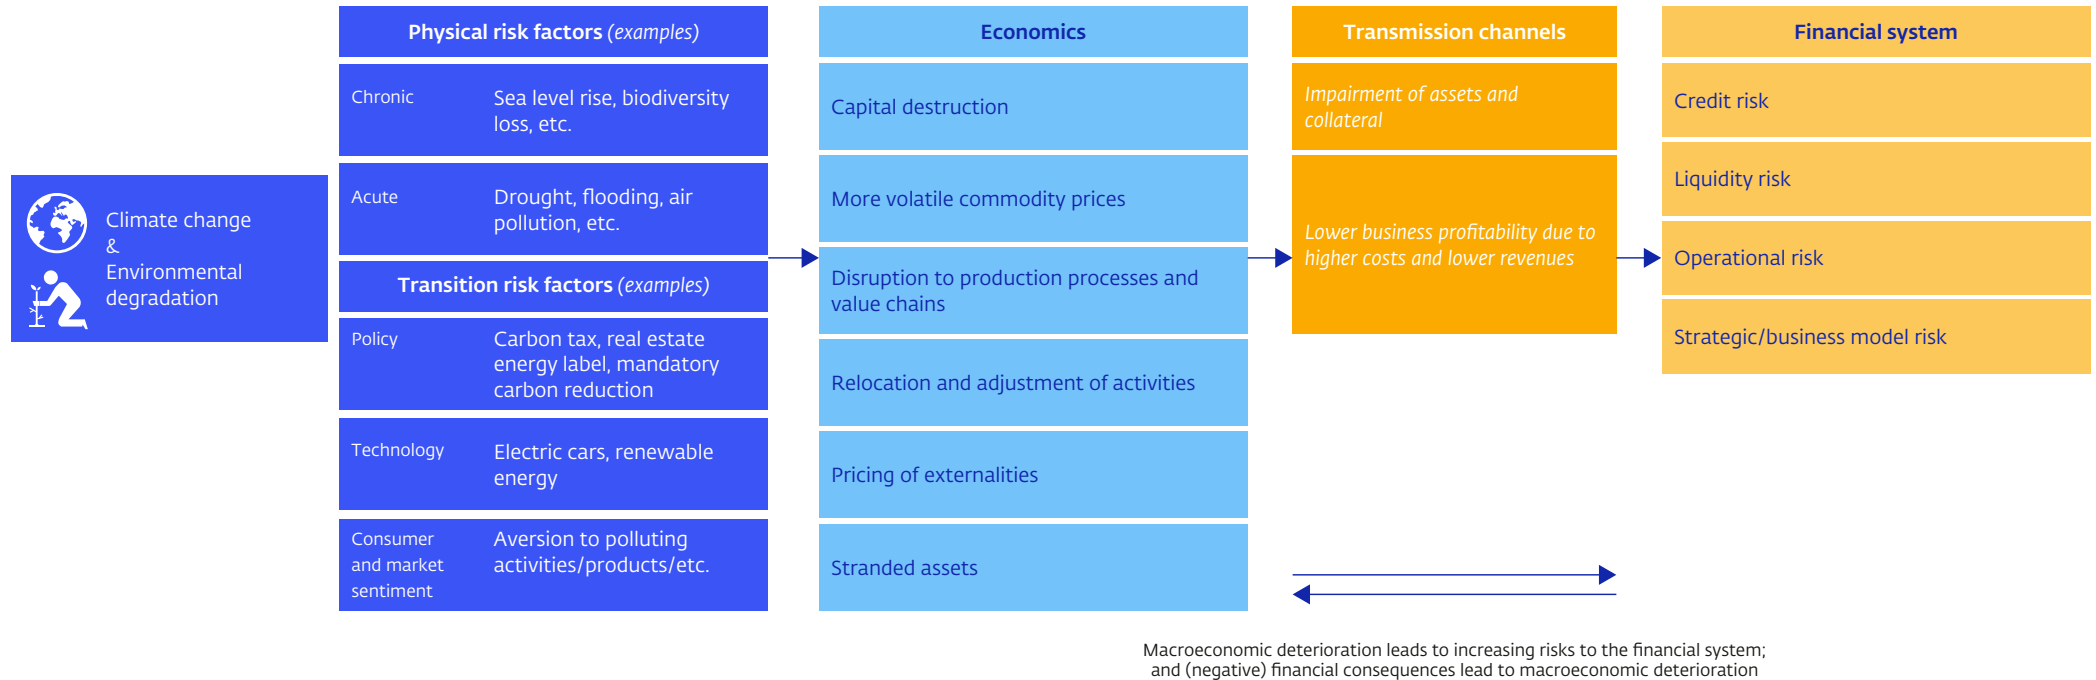 Climate change
&
Environmental
degradation
Physical risk factors (examples)
Chronic
Sea level rise, biodiversity
loss, etc.
Acute
Drought, flooding, air
pollution, etc.
Transition risk factors (examples)
Policy
Carbon tax, real estate
energy label, mandatory
carbon reduction
Technology
Electric cars, renewable
energy
Consumer
and market
sentiment
Aversion to polluting
activities/products/etc.
Economics
Capital destruction
More volatile commodity prices
Disruption to production processes and
value chains
Relocation and adjustment of activities
Pricing of externalities
Stranded assets
Transmission channels
Impairment of assets and
collateral
Lower business profitability due to
higher costs and lower revenues
Financial system
Credit risk
Liquidity risk
Operational risk
Strategic/business model risk
Macroeconomic deterioration leads to increasing risks to the financial system;
and (negative) financial consequences lead to macroeconomic deterioration